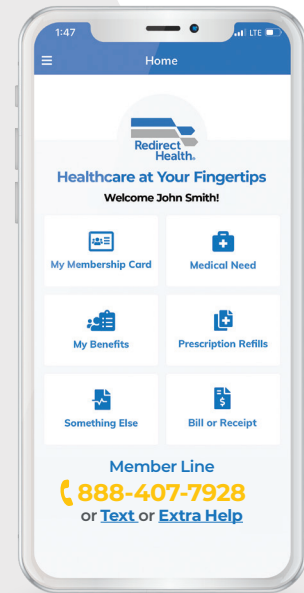 1:47
LTE
Home
Redirect
Health.
Healthcare at Your Fingertips
Welcome John Smith!
My Membership Card
Medical Need
My Benefits
Prescription Refills
Something Else
Bill or Receipt
Member Line
888-407-7928
or Text or Extra Help